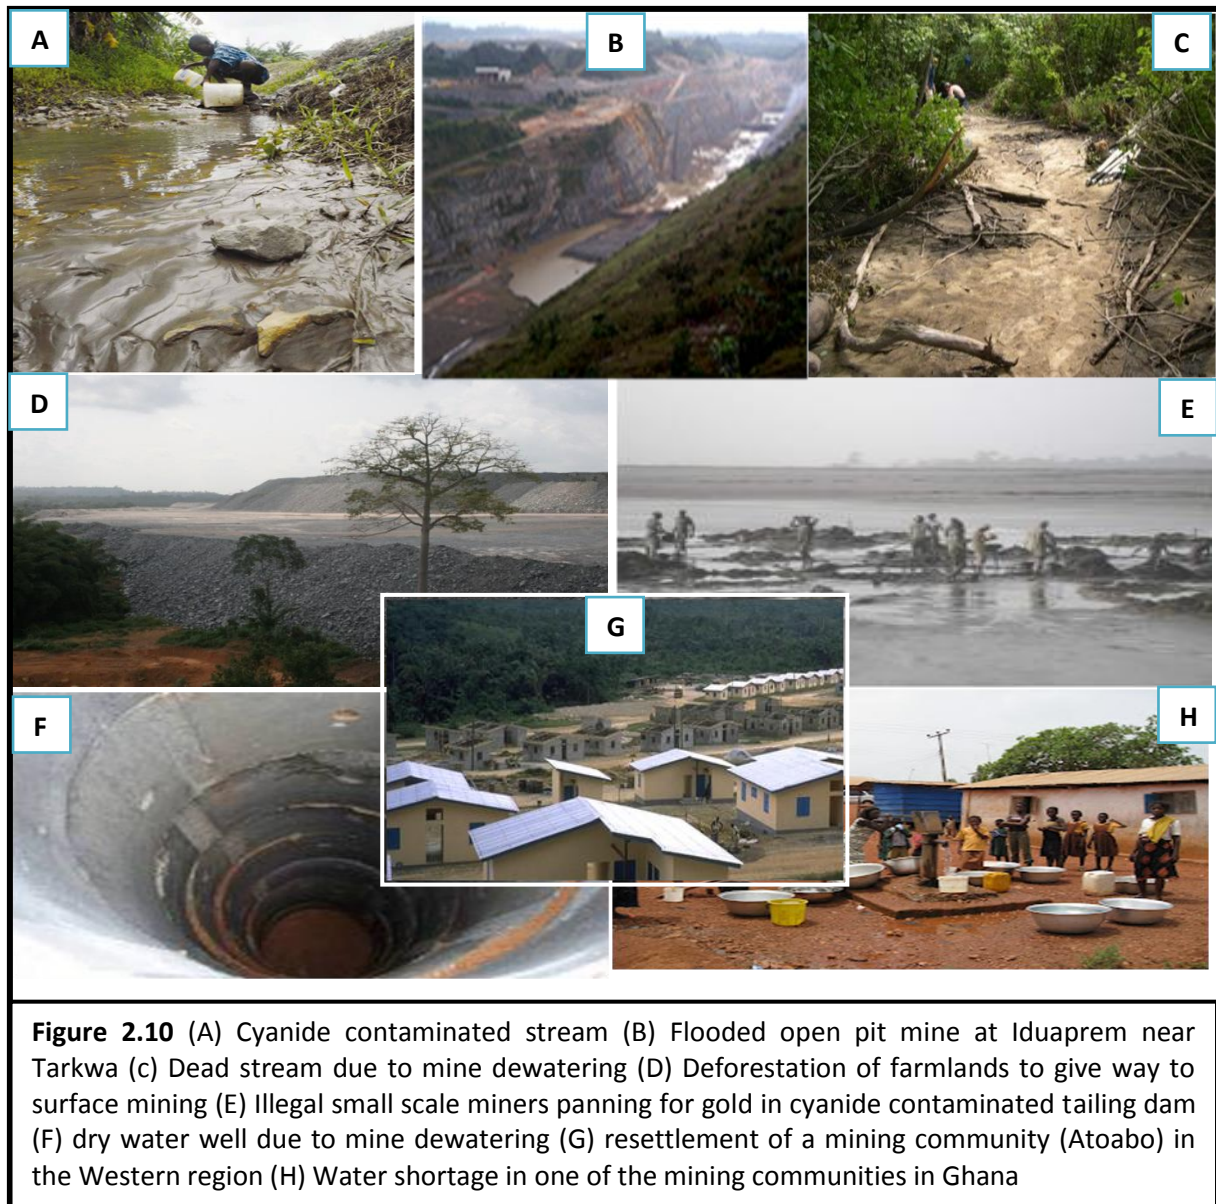 A
B
C
D
E
G
F
H
Figure 2.10 (A) Cyanide contaminated stream (B) Flooded open pit mine at Iduaprem near
Tarkwa (c) Dead stream due to mine dewatering (D) Deforestation of farmlands to give way to
surface mining (E) Illegal small scale miners panning for gold in cyanide contaminated tailing dam
(F) dry water well due to mine dewatering (G) resettlement of a mining community (Atoabo) in
the Western region (H) Water shortage in one of the mining communities in Ghana